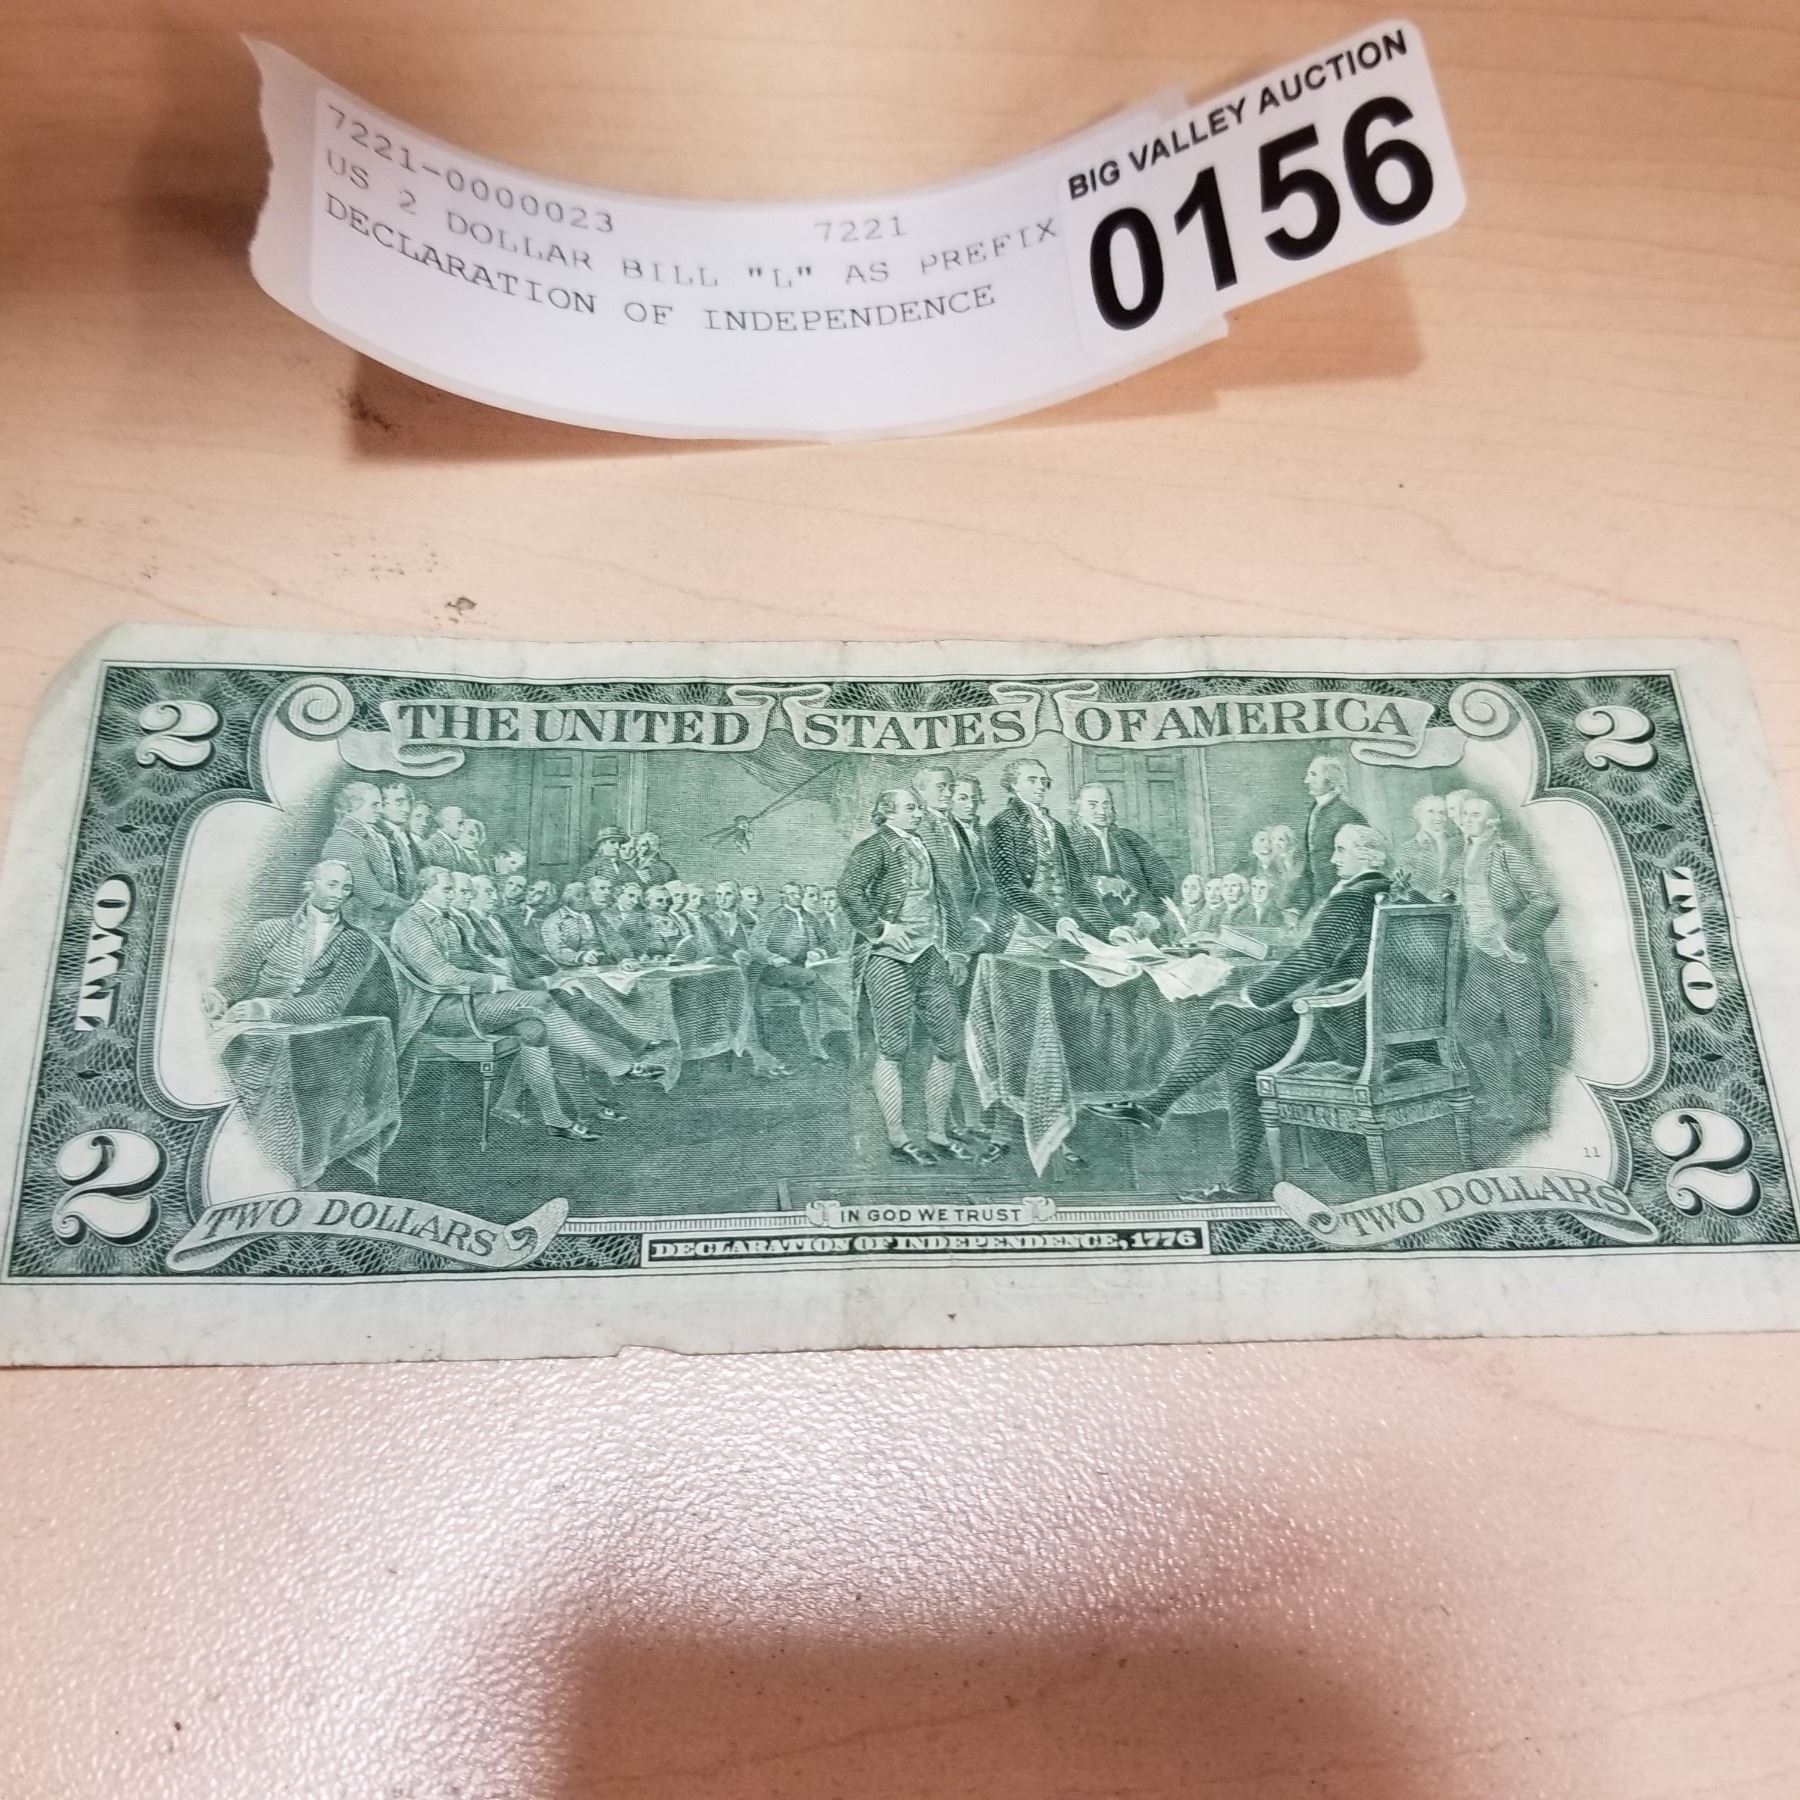 BIG VALLEY AUCTION
0156
7221-0000023 7221
US 2 DOLLAR BILL "L" AS PREFIX
DECLARATION OF INDEPENDENCE
2 THE UNITED STATES OF AMERICA 2
TWO TWO
11
2 TWO DOLLARS IN GOD WE TRUST TWO DOLLARS 2
DECLARATION OF INDEPENDENCE, 1776